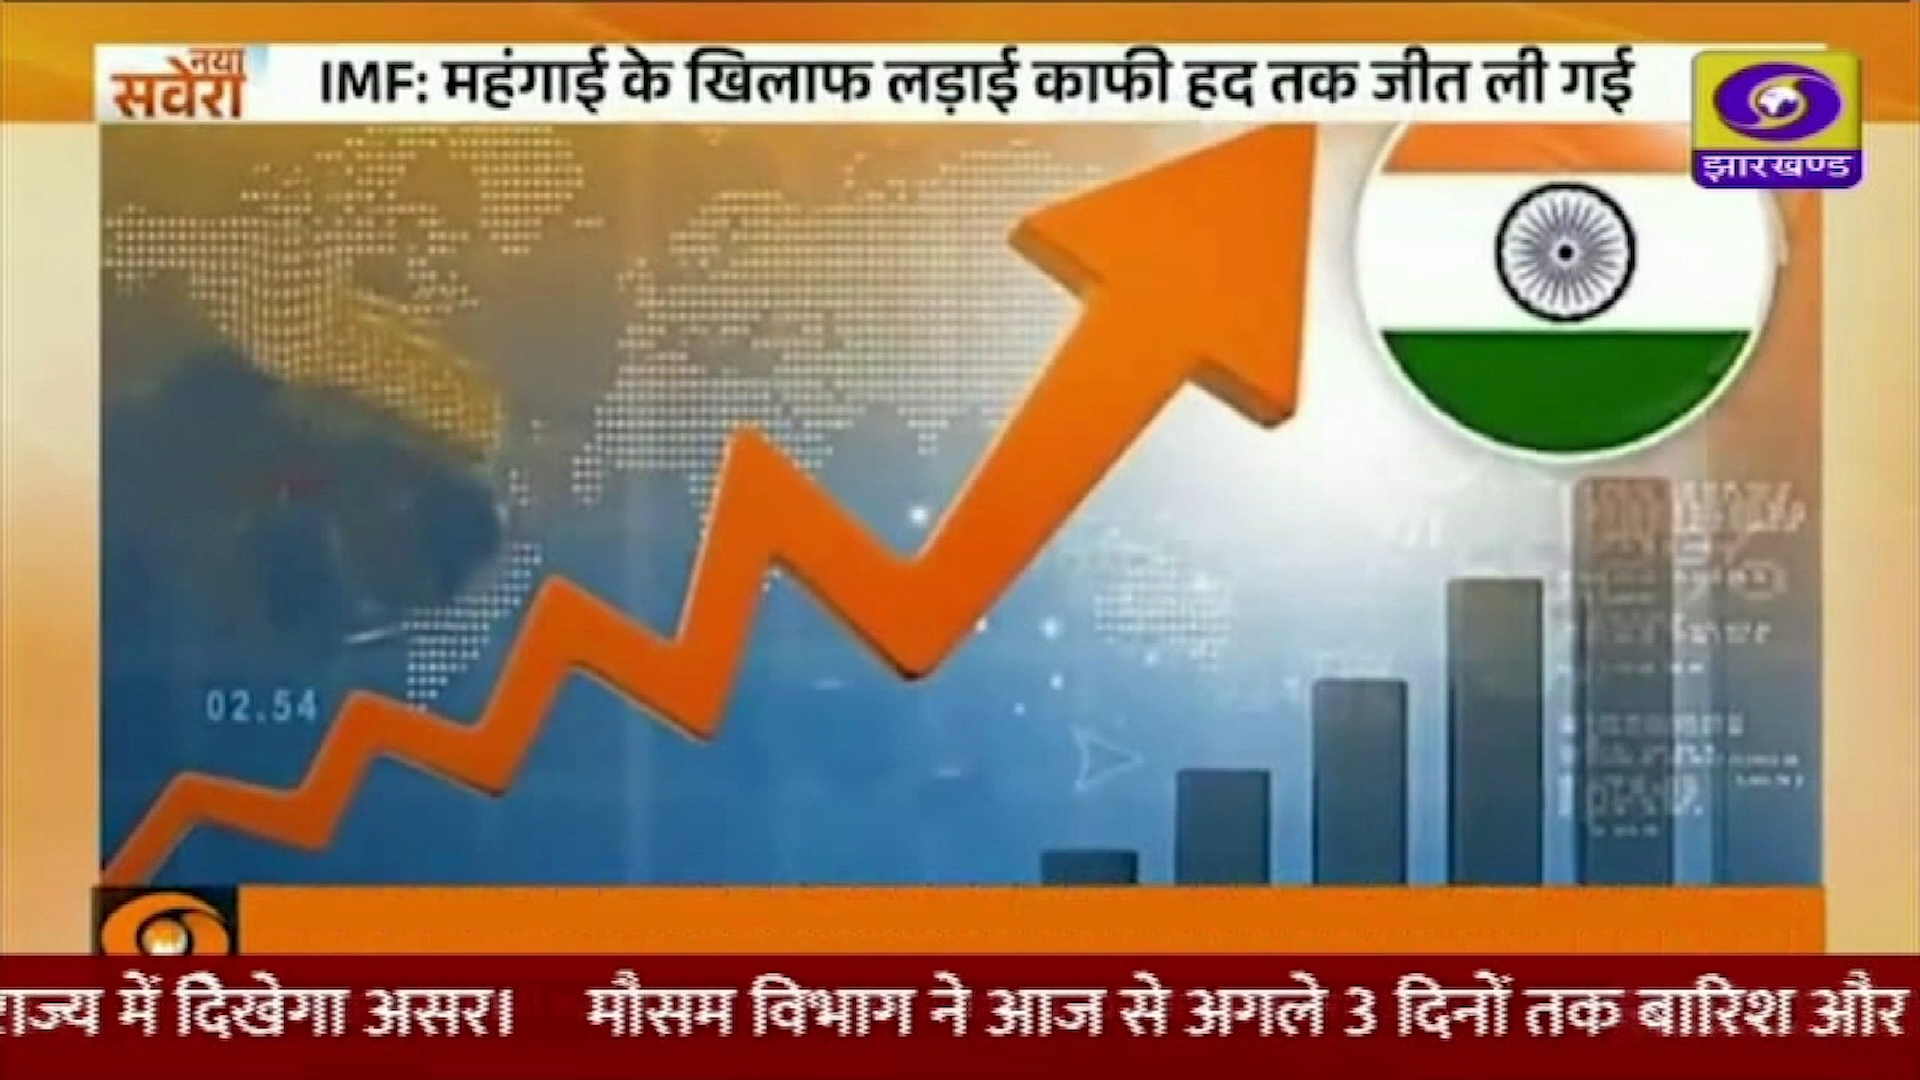 नया
सवेरा
IMF: महंगाई के खिलाफ लड़ाई काफी हद तक जीत ली गई
झारखण्ड
02.54
राज्य में दिखेगा असर। मौसम विभाग ने आज से अगले 3 दिनों तक बारिश और